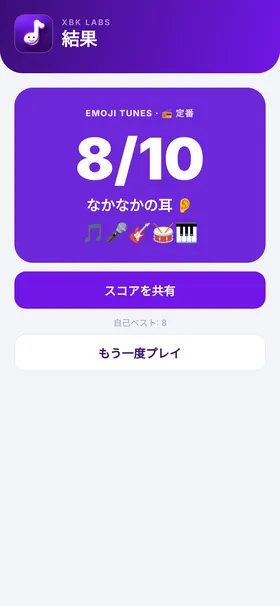 XBK LABS
結果
EMOJI TUNES · 📻 定番
8/10
なかなかの耳 👂
🎵🎤🎸🥁🎹
スコアを共有
自己ベスト: 8
もう一度プレイ